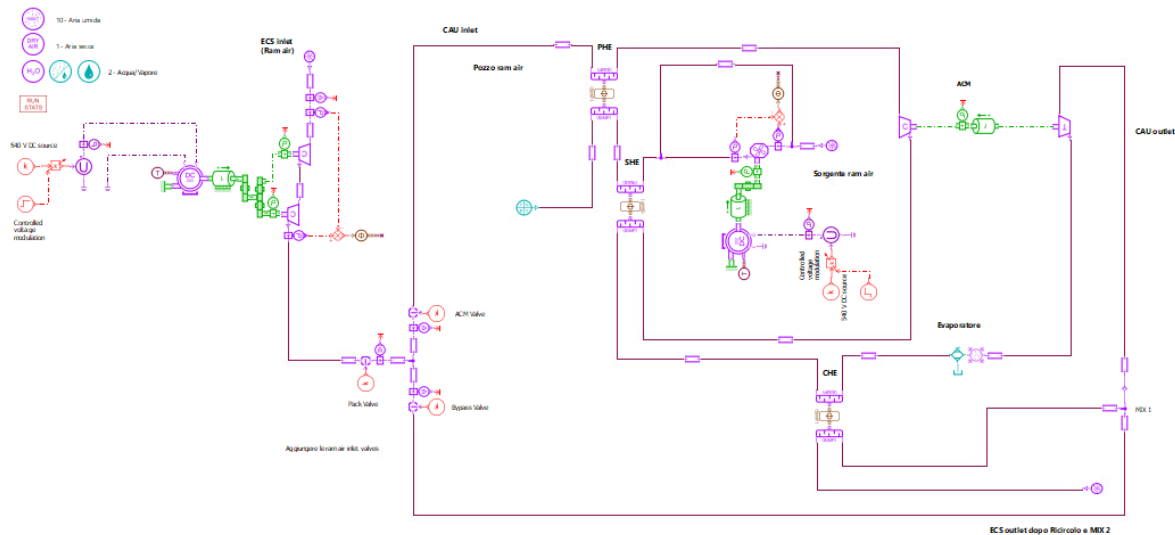 10 - Aria umida
DRY
AIR
1 - Aria secca
H₂O
2 - Acqua/Vapore
RUN
STATS
540 V DC source
Controlled
voltage
modulation
ECS inlet
(Ram air)
CAU inlet
Pozzo ram air
PHE
SHE
Sorgente ram air
Controlled
voltage
modulation
540 V DC source
ACM
CAU outlet
ACM Valve
Pack Valve
Bypass Valve
Aggiungere le ram air inlet valves
Evaporatore
CHE
MIX 1
ECS outlet dopo Ricircolo e MIX 2